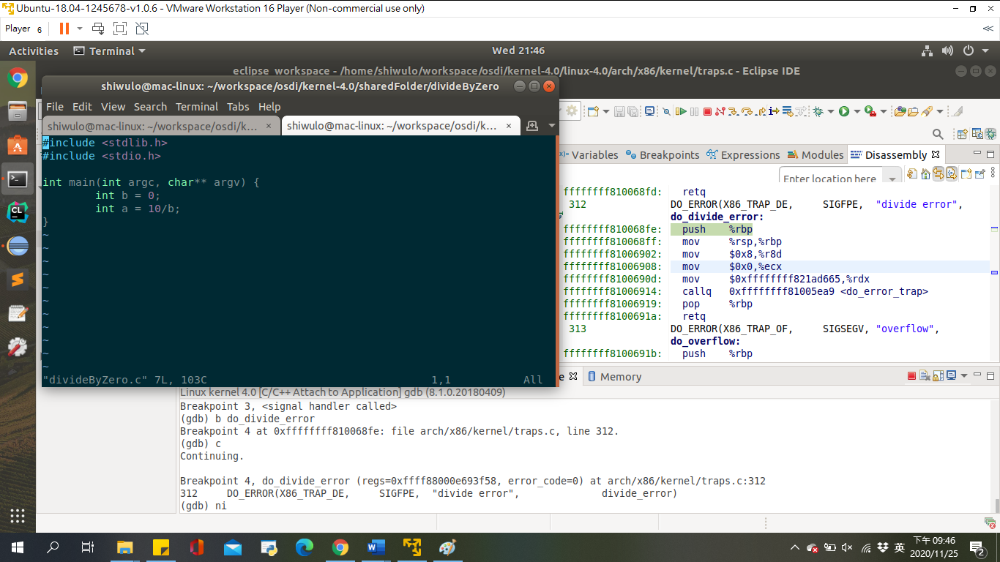 Ubuntu-18.04-1245678-v1.0.6 - VMware Workstation 16 Player (Non-commercial use only)
Player 6
Activities Terminal Wed 21:46
eclipse_workspace - /home/shiwulo/workspace/osdi/kernel-4.0/linux-4.0/arch/x86/kernel/traps.c - Eclipse IDE
shiwulo@mac-linux: ~/workspace/osdi/kernel-4.0/sharedFolder/divideByZero
File Edit View Search Terminal Tabs Help
shiwulo@mac-linux: ~/workspace/osdi/k... × shiwulo@mac-linux: ~/workspace/osdi/k... ×
#include <stdlib.h>
#include <stdio.h>
int main(int argc, char** argv) {
int b = 0;
int a = 10/b;
}
~
~
~
~
~
~
~
~
~
~
~
"divideByZero.c" 7L, 103C 1,1 All
Variables Breakpoints Expressions Modules Disassembly
Enter location here
ffffffff810068fd: retq
312 DO_ERROR(X86_TRAP_DE, SIGFPE, "divide error",
do_divide_error:
ffffffff810068fe: push %rbp
ffffffff810068ff: mov %rsp,%rbp
ffffffff81006902: mov $0x8,%r8d
ffffffff81006908: mov $0x0,%ecx
ffffffff8100690d: mov $0xffffffff821ad665,%rdx
ffffffff81006914: callq 0xffffffff81005ea9 <do_error_trap>
ffffffff81006919: pop %rbp
ffffffff8100691a: retq
313 DO_ERROR(X86_TRAP_OF, SIGSEGV, "overflow",
do_overflow:
ffffffff8100691b: push %rbp
e Memory
Linux kernel 4.0 [C/C++ Attach to Application] gdb (8.1.0.20180409)
Breakpoint 3, <signal handler called>
(gdb) b do_divide_error
Breakpoint 4 at 0xffffffff810068fe: file arch/x86/kernel/traps.c, line 312.
(gdb) c
Continuing.
Breakpoint 4, do_divide_error (regs=0xffff88000e693f58, error_code=0) at arch/x86/kernel/traps.c:312
312 DO_ERROR(X86_TRAP_DE, SIGFPE, "divide error", divide_error)
(gdb) ni
英 下午 09:46
2020/11/25 2